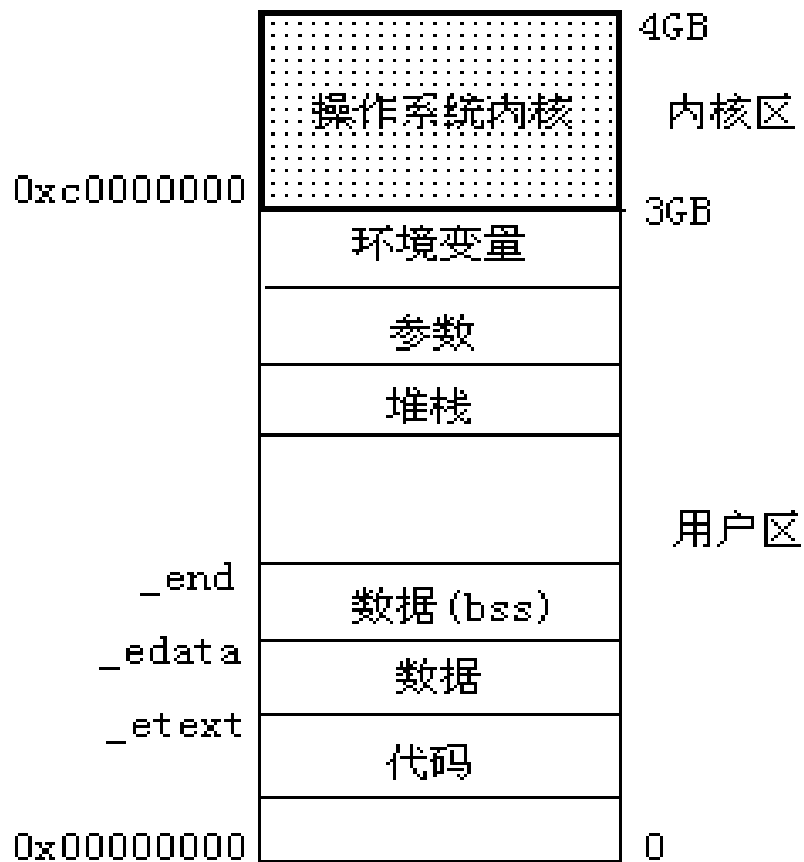 4GB
操作系统内核
内核区
0xc0000000
3GB
环境变量
参数
堆栈
用户区
_end
数据(bss)
_edata
数据
_etext
代码
0x00000000
0